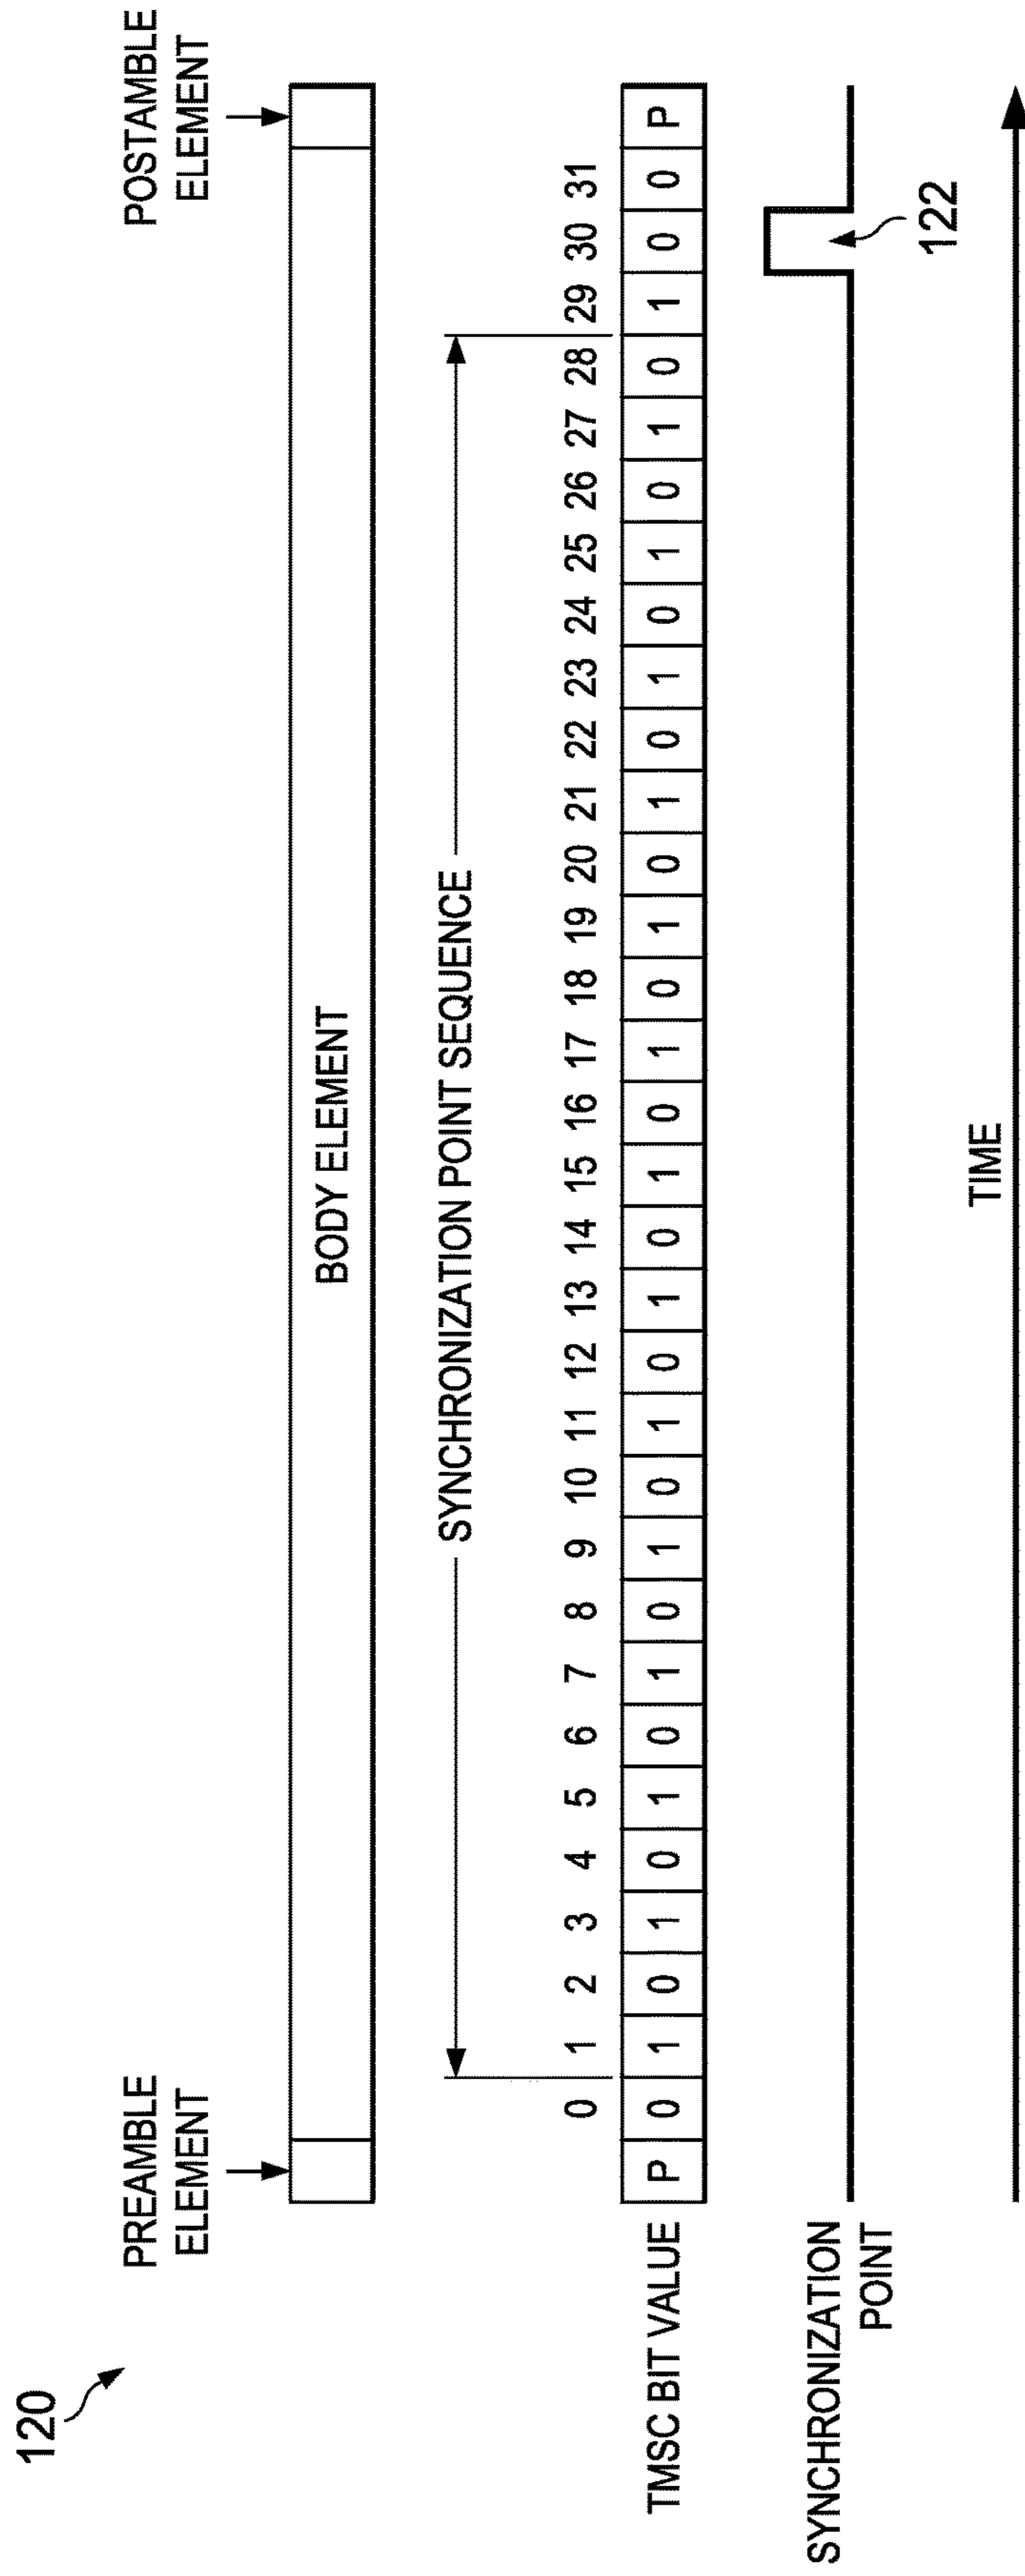 120
PREAMBLE
ELEMENT
POSTAMBLE
ELEMENT
BODY ELEMENT
SYNCHRONIZATION POINT SEQUENCE
0 1 2 3 4 5 6 7 8 9 10 11 12 13 14 15 16 17 18 19 20 21 22 23 24 25 26 27 28 29 30 31
TMSC BIT VALUE P 0 1 0 1 0 1 0 1 0 1 0 1 0 1 0 1 0 1 0 1 0 1 0 1 0 1 0 1 0 1 0 0 P
SYNCHRONIZATION
POINT
122
TIME